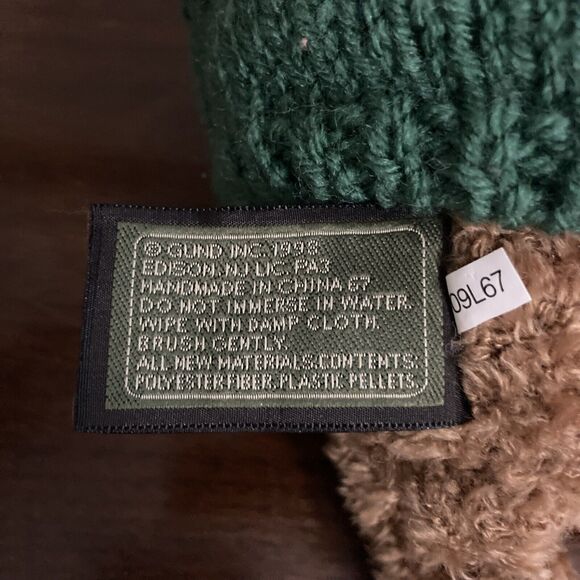 © GUND INC. 1998
EDISON, NJ LIC. PA3
HANDMADE IN CHINA 67
DO NOT IMMERSE IN WATER.
WIPE WITH DAMP CLOTH.
BRUSH GENTLY.
ALL NEW MATERIALS.CONTENTS:
POLYESTER FIBER, PLASTIC PELLETS.
09L67